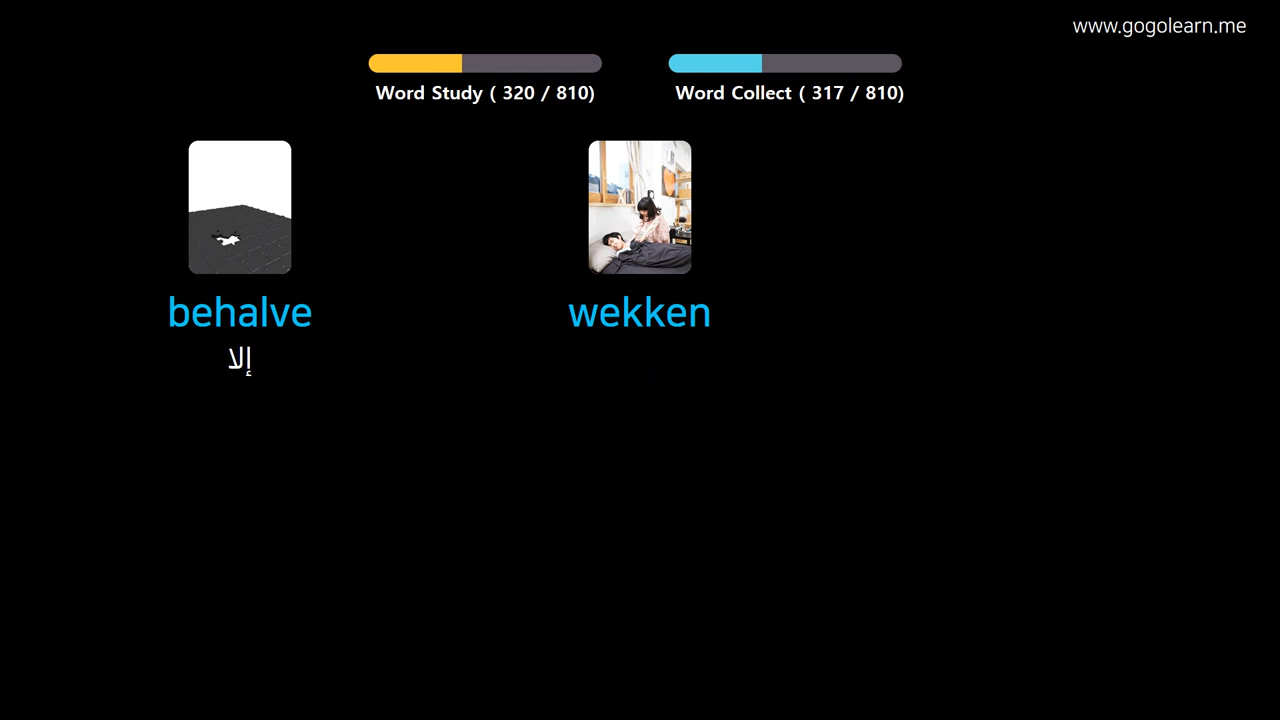 www.gogolearn.me
Word Study ( 320 / 810)
Word Collect ( 317 / 810)
behalve
wekken
إلا